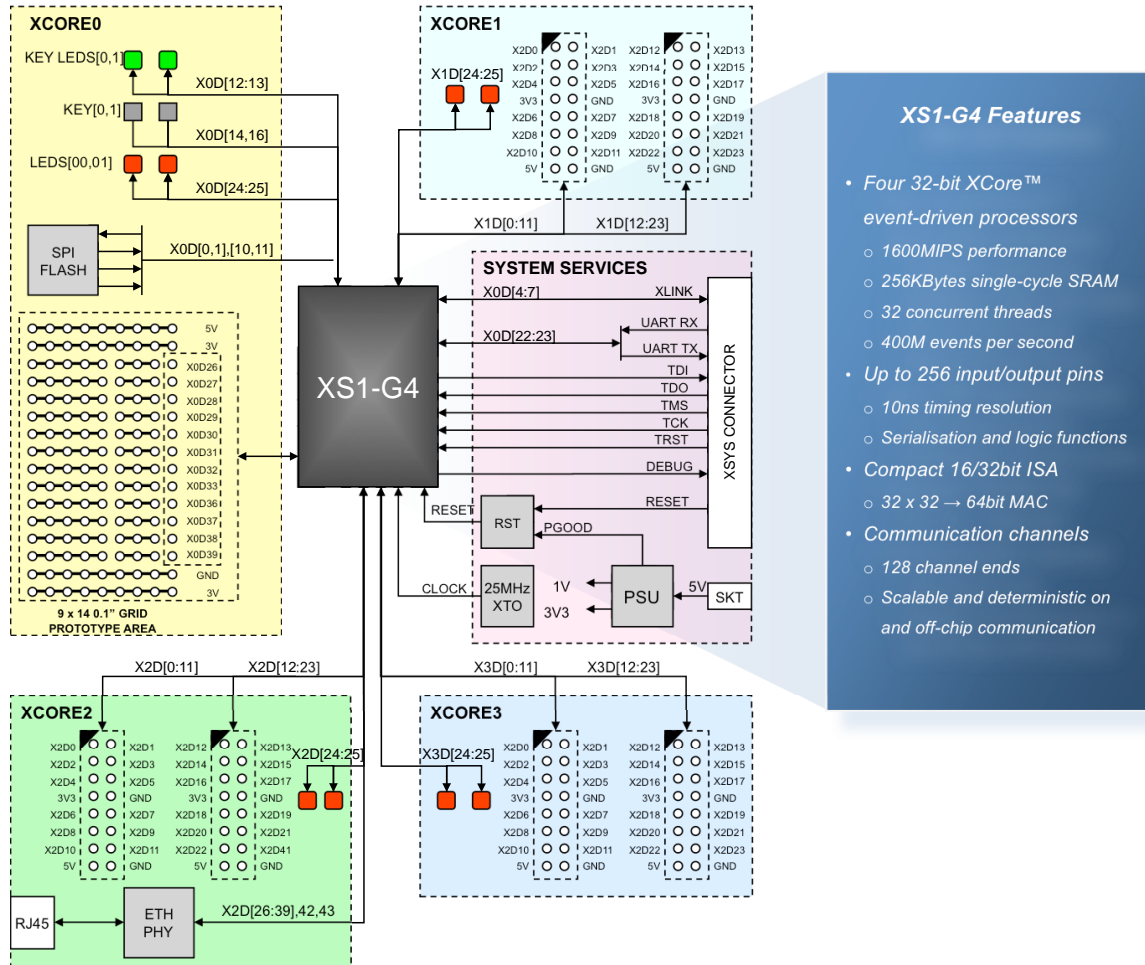 XCORE0
KEY LEDS[0,1]
X0D[12:13]
KEY[0,1]
X0D[14,16]
LEDS[00,01]
X0D[24:25]
SPI
FLASH
X0D[0,1],[10,11]
5V
3V
X0D26
X0D27
X0D28
X0D29
X0D30
X0D31
X0D32
X0D33
X0D36
X0D37
X0D38
X0D39
GND
3V
9 x 14 0.1" GRID
PROTOTYPE AREA
XCORE1
X1D[24:25]
X2D0 X2D1 X2D12 X2D13
X2D2 X2D3 X2D14 X2D15
X2D4 X2D5 X2D16 X2D17
3V3 GND 3V3 GND
X2D6 X2D7 X2D18 X2D19
X2D8 X2D9 X2D20 X2D21
X2D10 X2D11 X2D22 X2D23
5V GND 5V GND
X1D[0:11] X1D[12:23]
XS1-G4
SYSTEM SERVICES
X0D[4:7] XLINK
UART RX
X0D[22:23]
UART TX
TDI
TDO
TMS
TCK
TRST
DEBUG
RESET
XSYS CONNECTOR
RESET
RST
PGOOD
CLOCK
25MHz
XTO
1V
3V3
PSU
5V
SKT
X2D[0:11] X2D[12:23]
XCORE2
X2D0 X2D1 X2D12 X2D13
X2D2 X2D3 X2D14 X2D15
X2D4 X2D5 X2D16 X2D17
3V3 GND 3V3 GND
X2D6 X2D7 X2D18 X2D19
X2D8 X2D9 X2D20 X2D21
X2D10 X2D11 X2D22 X2D41
5V GND 5V GND
X2D[24:25]
RJ45
ETH
PHY
X2D[26:39],42,43
X3D[0:11] X3D[12:23]
XCORE3
X3D[24:25]
X2D0 X2D1 X2D12 X2D13
X2D2 X2D3 X2D14 X2D15
X2D4 X2D5 X2D16 X2D17
3V3 GND 3V3 GND
X2D6 X2D7 X2D18 X2D19
X2D8 X2D9 X2D20 X2D21
X2D10 X2D11 X2D22 X2D23
5V GND 5V GND
XS1-G4 Features
• Four 32-bit XCore™
event-driven processors
o 1600MIPS performance
o 256KBytes single-cycle SRAM
o 32 concurrent threads
o 400M events per second
• Up to 256 input/output pins
o 10ns timing resolution
o Serialisation and logic functions
• Compact 16/32bit ISA
o 32 x 32 → 64bit MAC
• Communication channels
o 128 channel ends
o Scalable and deterministic on
and off-chip communication